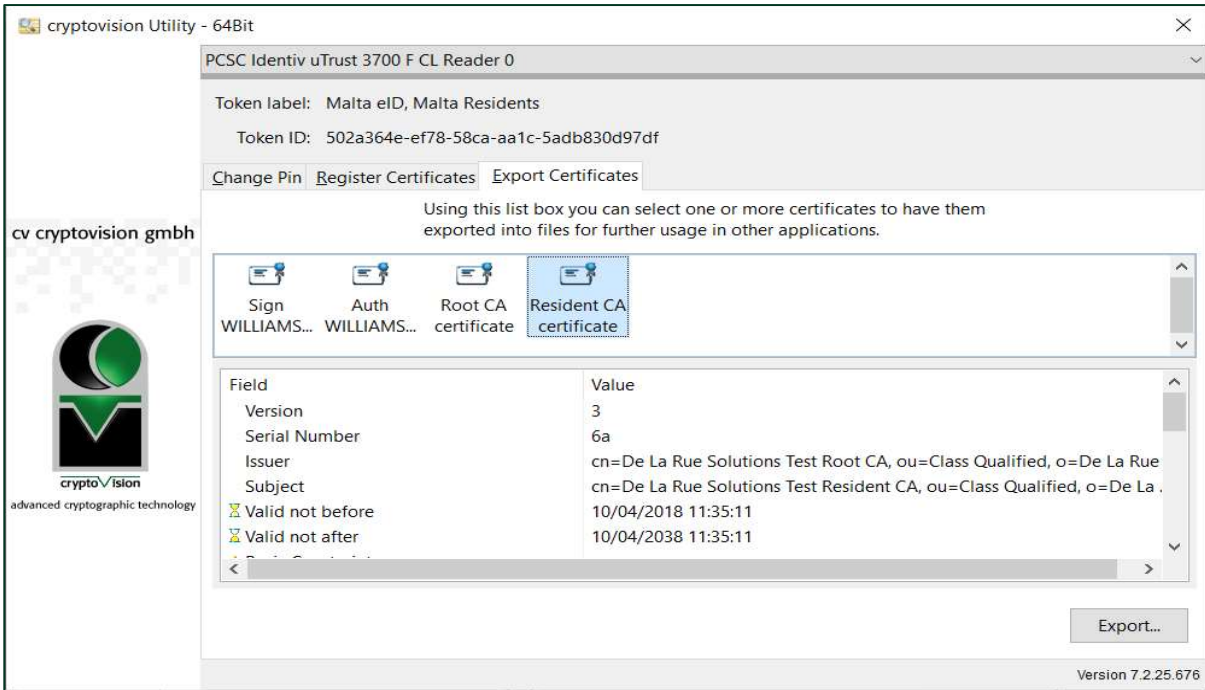 cryptovision Utility - 64Bit
PCSC Identiv uTrust 3700 F CL Reader 0
Token label: Malta eID, Malta Residents
Token ID: 502a364e-ef78-58ca-aa1c-5adb830d97df
Change Pin Register Certificates Export Certificates
Using this list box you can select one or more certificates to have them
exported into files for further usage in other applications.
cv cryptovision gmbh
Sign WILLIAMS...
Auth WILLIAMS...
Root CA certificate
Resident CA certificate
Field Value
Version 3
Serial Number 6a
Issuer cn=De La Rue Solutions Test Root CA, ou=Class Qualified, o=De La Rue
Subject cn=De La Rue Solutions Test Resident CA, ou=Class Qualified, o=De La .
Valid not before 10/04/2018 11:35:11
Valid not after 10/04/2038 11:35:11
cryptoVision
advanced cryptographic technology
Export...
Version 7.2.25.676